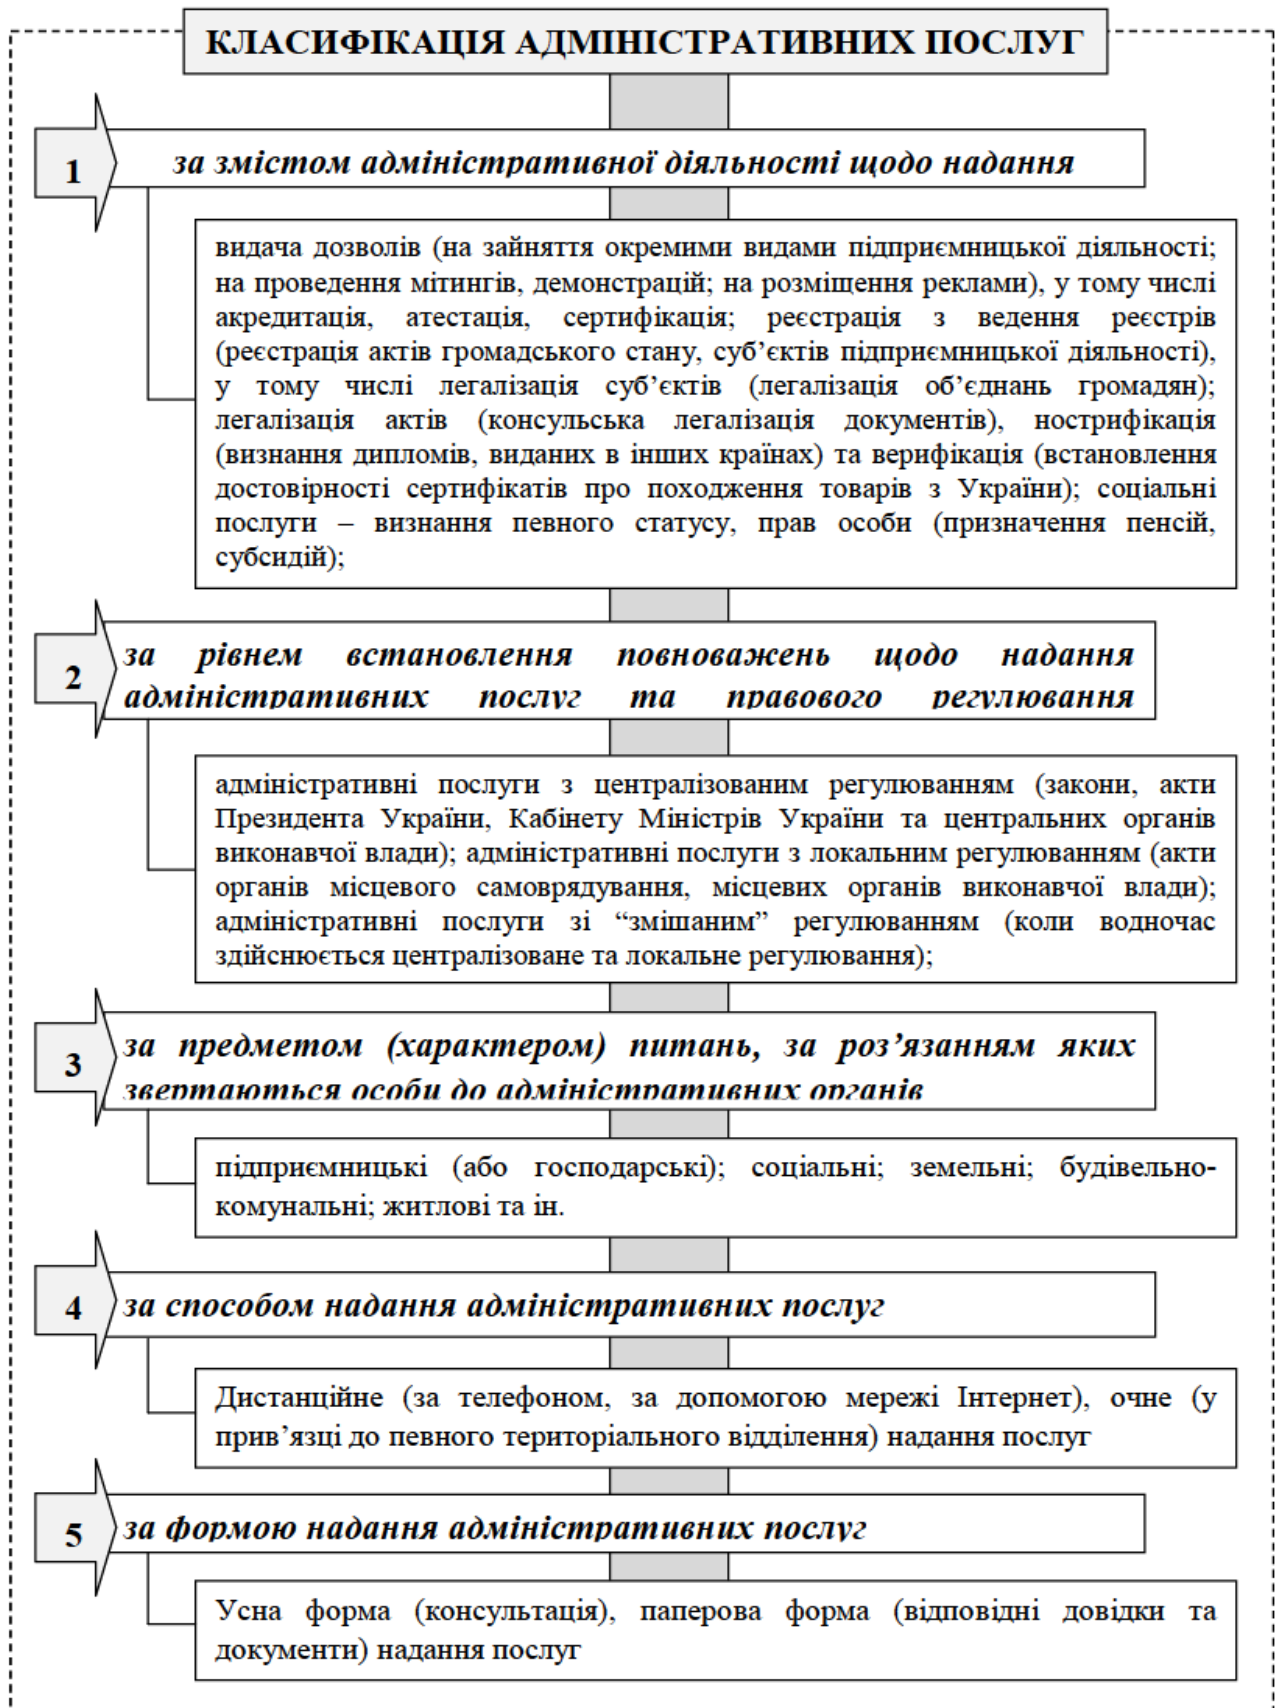 КЛАСИФІКАЦІЯ АДМІНІСТРАТИВНИХ ПОСЛУГ
1
за змістом адміністративної діяльності щодо надання
видача дозволів (на зайняття окремими видами підприємницької діяльності;
на проведення мітингів, демонстрацій; на розміщення реклами), у тому числі
акредитація, атестація, сертифікація; реєстрація з ведення реєстрів
(реєстрація актів громадського стану, суб’єктів підприємницької діяльності),
у тому числі легалізація суб’єктів (легалізація об’єднань громадян);
легалізація актів (консульська легалізація документів), нострифікація
(визнання дипломів, виданих в інших країнах) та верифікація (встановлення
достовірності сертифікатів про походження товарів з України); соціальні
послуги – визнання певного статусу, прав особи (призначення пенсій,
субсидій);
2
за рівнем встановлення повноважень щодо надання
адміністративних послуг та правового регулювання
адміністративні послуги з централізованим регулюванням (закони, акти
Президента України, Кабінету Міністрів України та центральних органів
виконавчої влади); адміністративні послуги з локальним регулюванням (акти
органів місцевого самоврядування, місцевих органів виконавчої влади);
адміністративні послуги зі “змішаним” регулюванням (коли водночас
здійснюється централізоване та локальне регулювання);
3
за предметом (характером) питань, за роз’язанням яких
звертаються особи до адміністративних органів
підприємницькі (або господарські); соціальні; земельні; будівельно-
комунальні; житлові та ін.
4
за способом надання адміністративних послуг
Дистанційне (за телефоном, за допомогою мережі Інтернет), очне (у
прив’язці до певного територіального відділення) надання послуг
5
за формою надання адміністративних послуг
Усна форма (консультація), паперова форма (відповідні довідки та
документи) надання послуг